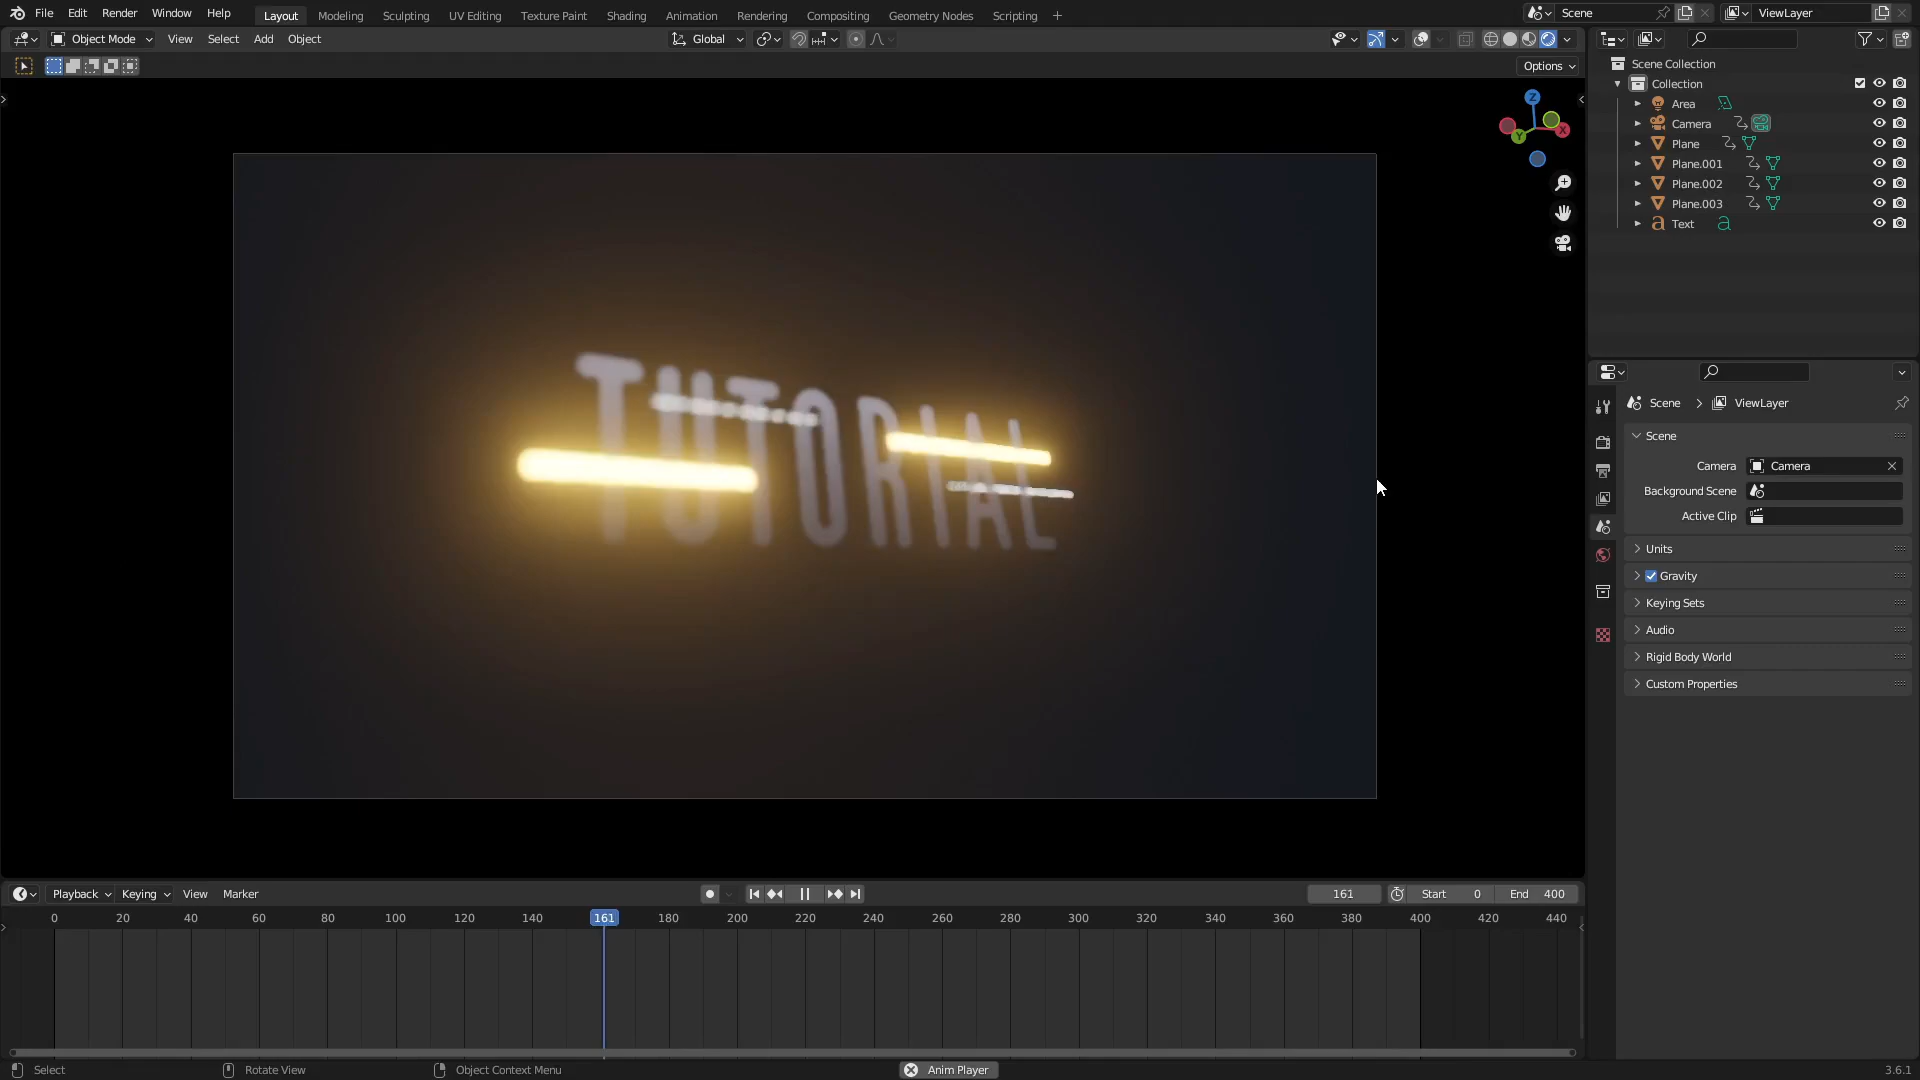 File Edit Render Window Help Layout Modeling Sculpting UV Editing Texture Paint Shading Animation Rendering Compositing Geometry Nodes Scripting + Scene ViewLayer
Object Mode View Select Add Object Global
Options
Scene Collection
Collection
Area
Camera
Plane
Plane.001
Plane.002
Plane.003
Text
Z
X
Y
TUTORIAL
Scene > ViewLayer
Scene
Camera Camera
Background Scene
Active Clip
Units
Gravity
Keying Sets
Audio
Rigid Body World
Custom Properties
Playback Keying View Marker 161 Start 0 End 400
0 20 40 60 80 100 120 140 161 180 200 220 240 260 280 300 320 340 360 380 400 420 440
Select Rotate View Object Context Menu Anim Player 3.6.1